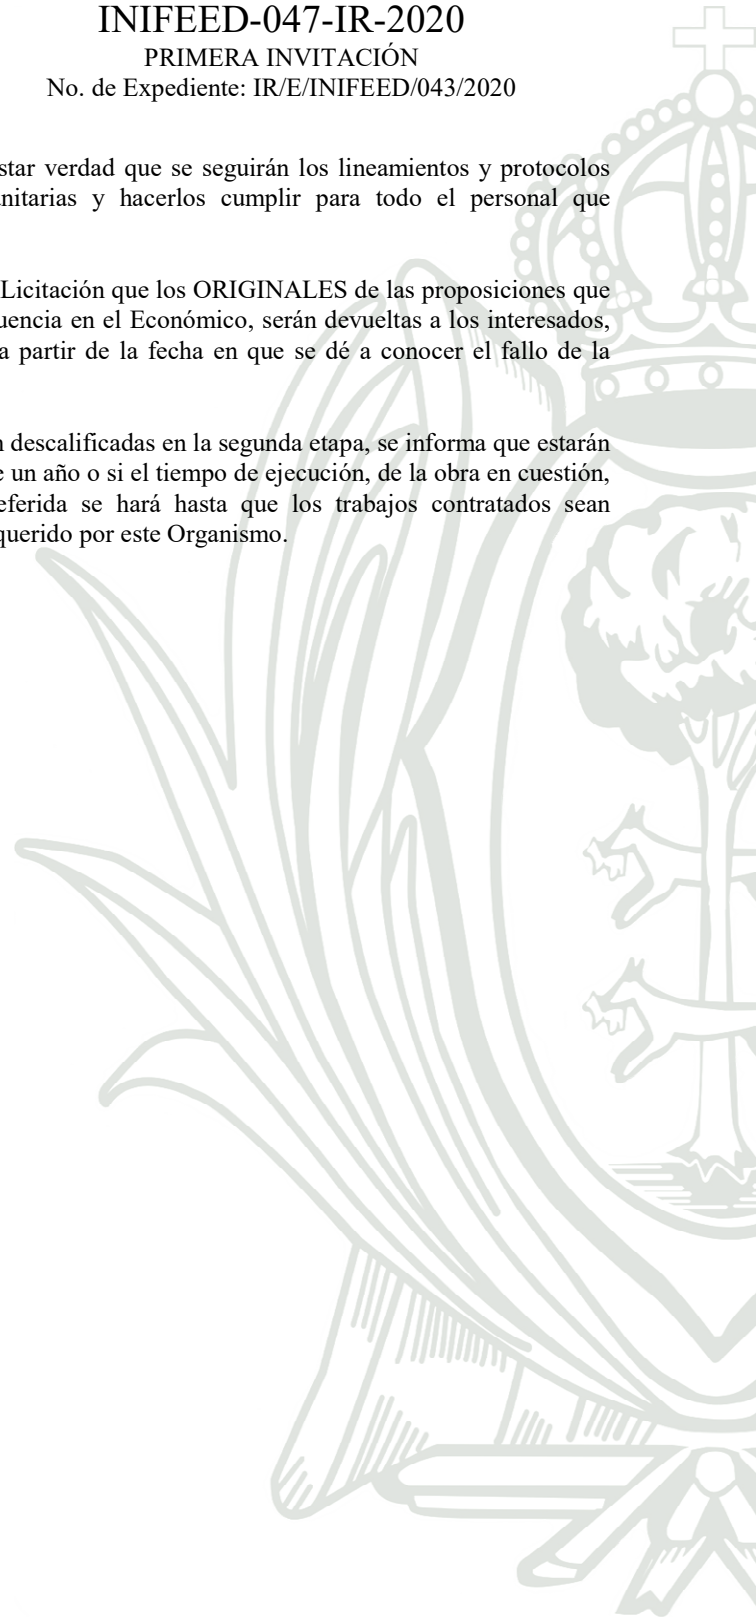 INIFEED-047-IR-2020
PRIMERA INVITACIÓN
No. de Expediente: IR/E/INIFEED/043/2020
star verdad que se seguirán los lineamientos y protocolos
nitarias y hacerlos cumplir para todo el personal que
Licitación que los ORIGINALES de las proposiciones que
uencia en el Económico, serán devueltas a los interesados,
a partir de la fecha en que se dé a conocer el fallo de la
n descalificadas en la segunda etapa, se informa que estarán
e un año o si el tiempo de ejecución, de la obra en cuestión,
eferida se hará hasta que los trabajos contratados sean
querido por este Organismo.